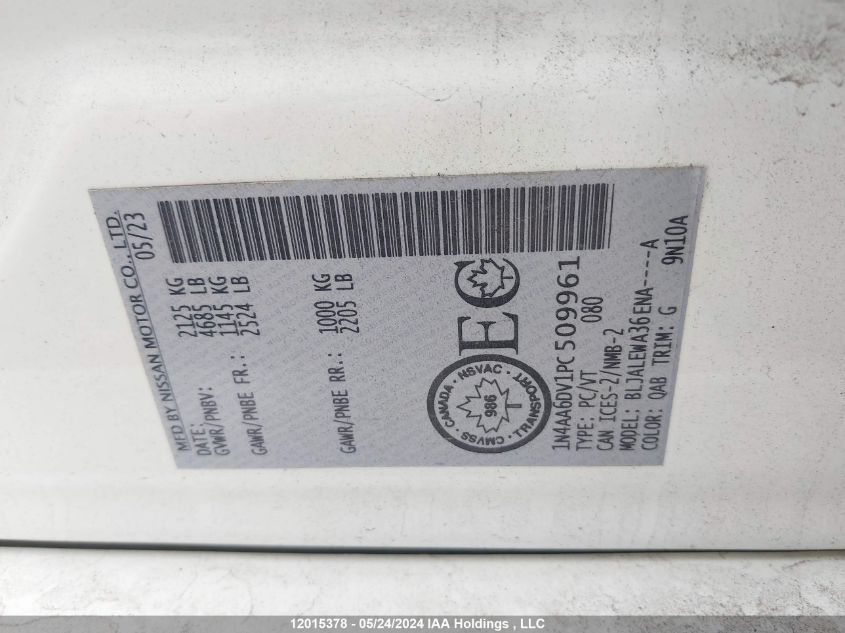 MFD BY NISSAN MOTOR CO., LTD.
DATE: 05/23
GVWR/PNBV: 2125 KG
4685 LB
GAWR/PNBE FR.: 1145 KG
2524 LB
GAWR/PNBE RR.: 1000 KG
2205 LB
EC
CANADA · NSVAC · TRANSPORT · CMVSS
986
T
1N4AA6DV1PC509961
TYPE: PC/VT 080
CAN ICES-2/NMB-2
MODEL: BLJALEWA36ENA----A
COLOR: QAB TRIM: G 9N10A
12015378 - 05/24/2024 IAA Holdings , LLC